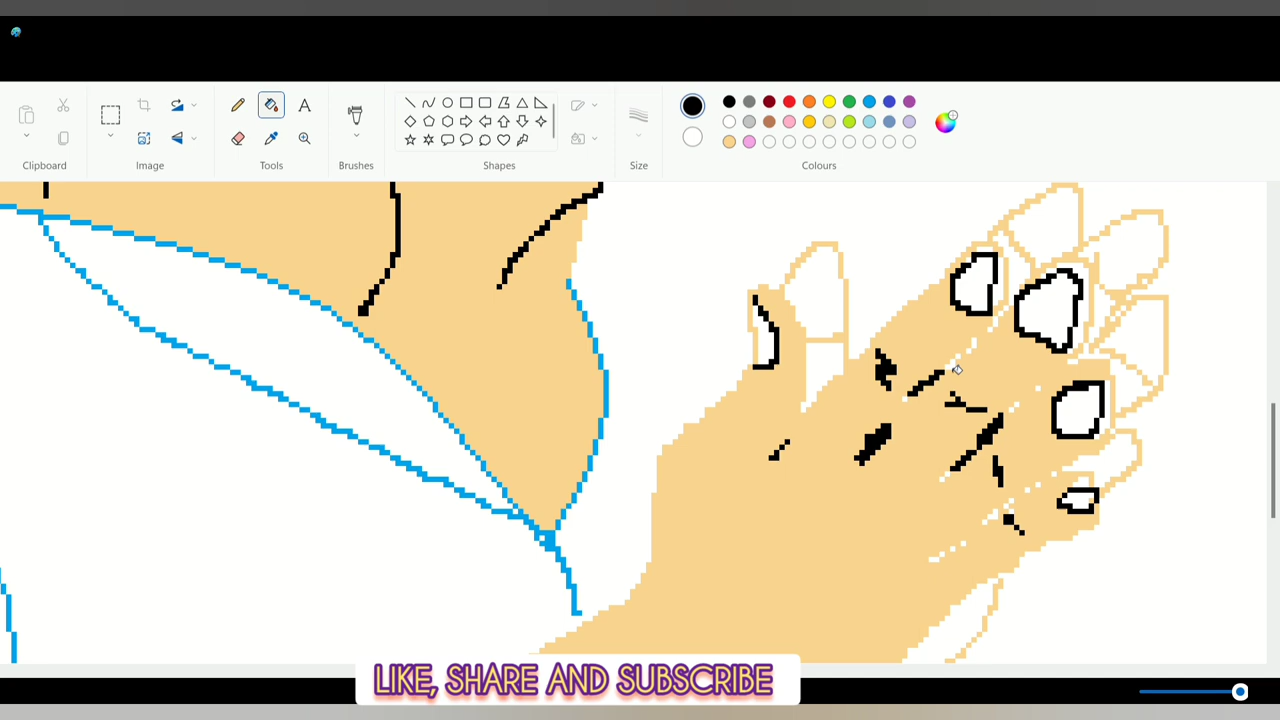 Clipboard
Image
Tools
Brushes
Shapes
Size
Colours
LIKE, SHARE AND SUBSCRIBE